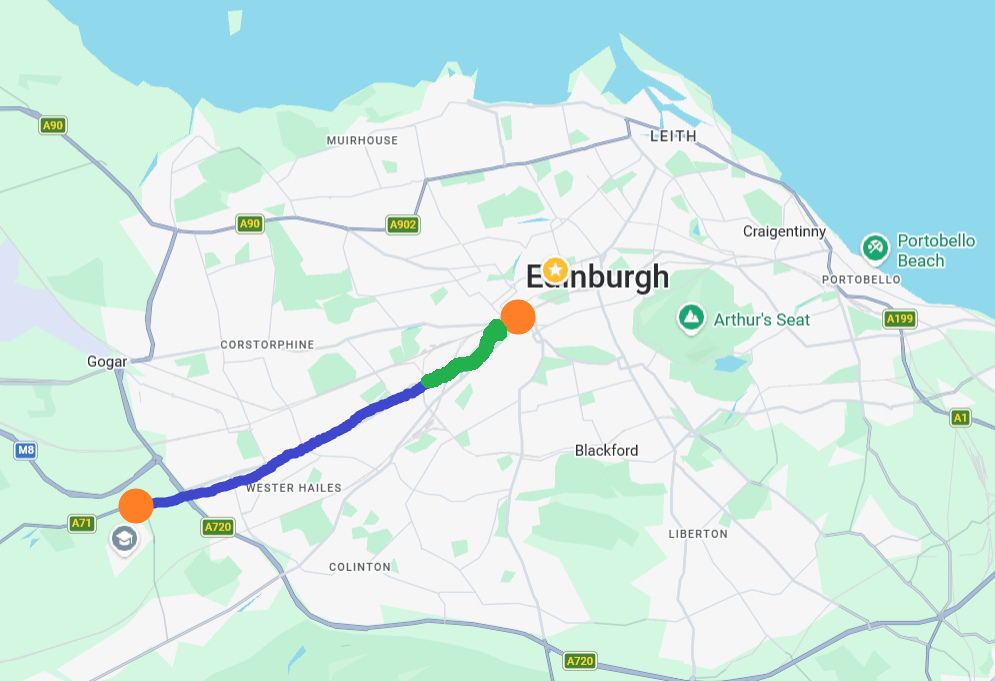 A90
MUIRHOUSE
LEITH
A90
A902
Craigentinny
Portobello
Beach
Edinburgh
PORTOBELLO
Arthur's Seat
A199
CORSTORPHINE
Gogar
A1
M8
Blackford
WESTER HAILES
A71
A720
LIBERTON
COLINTON
A720